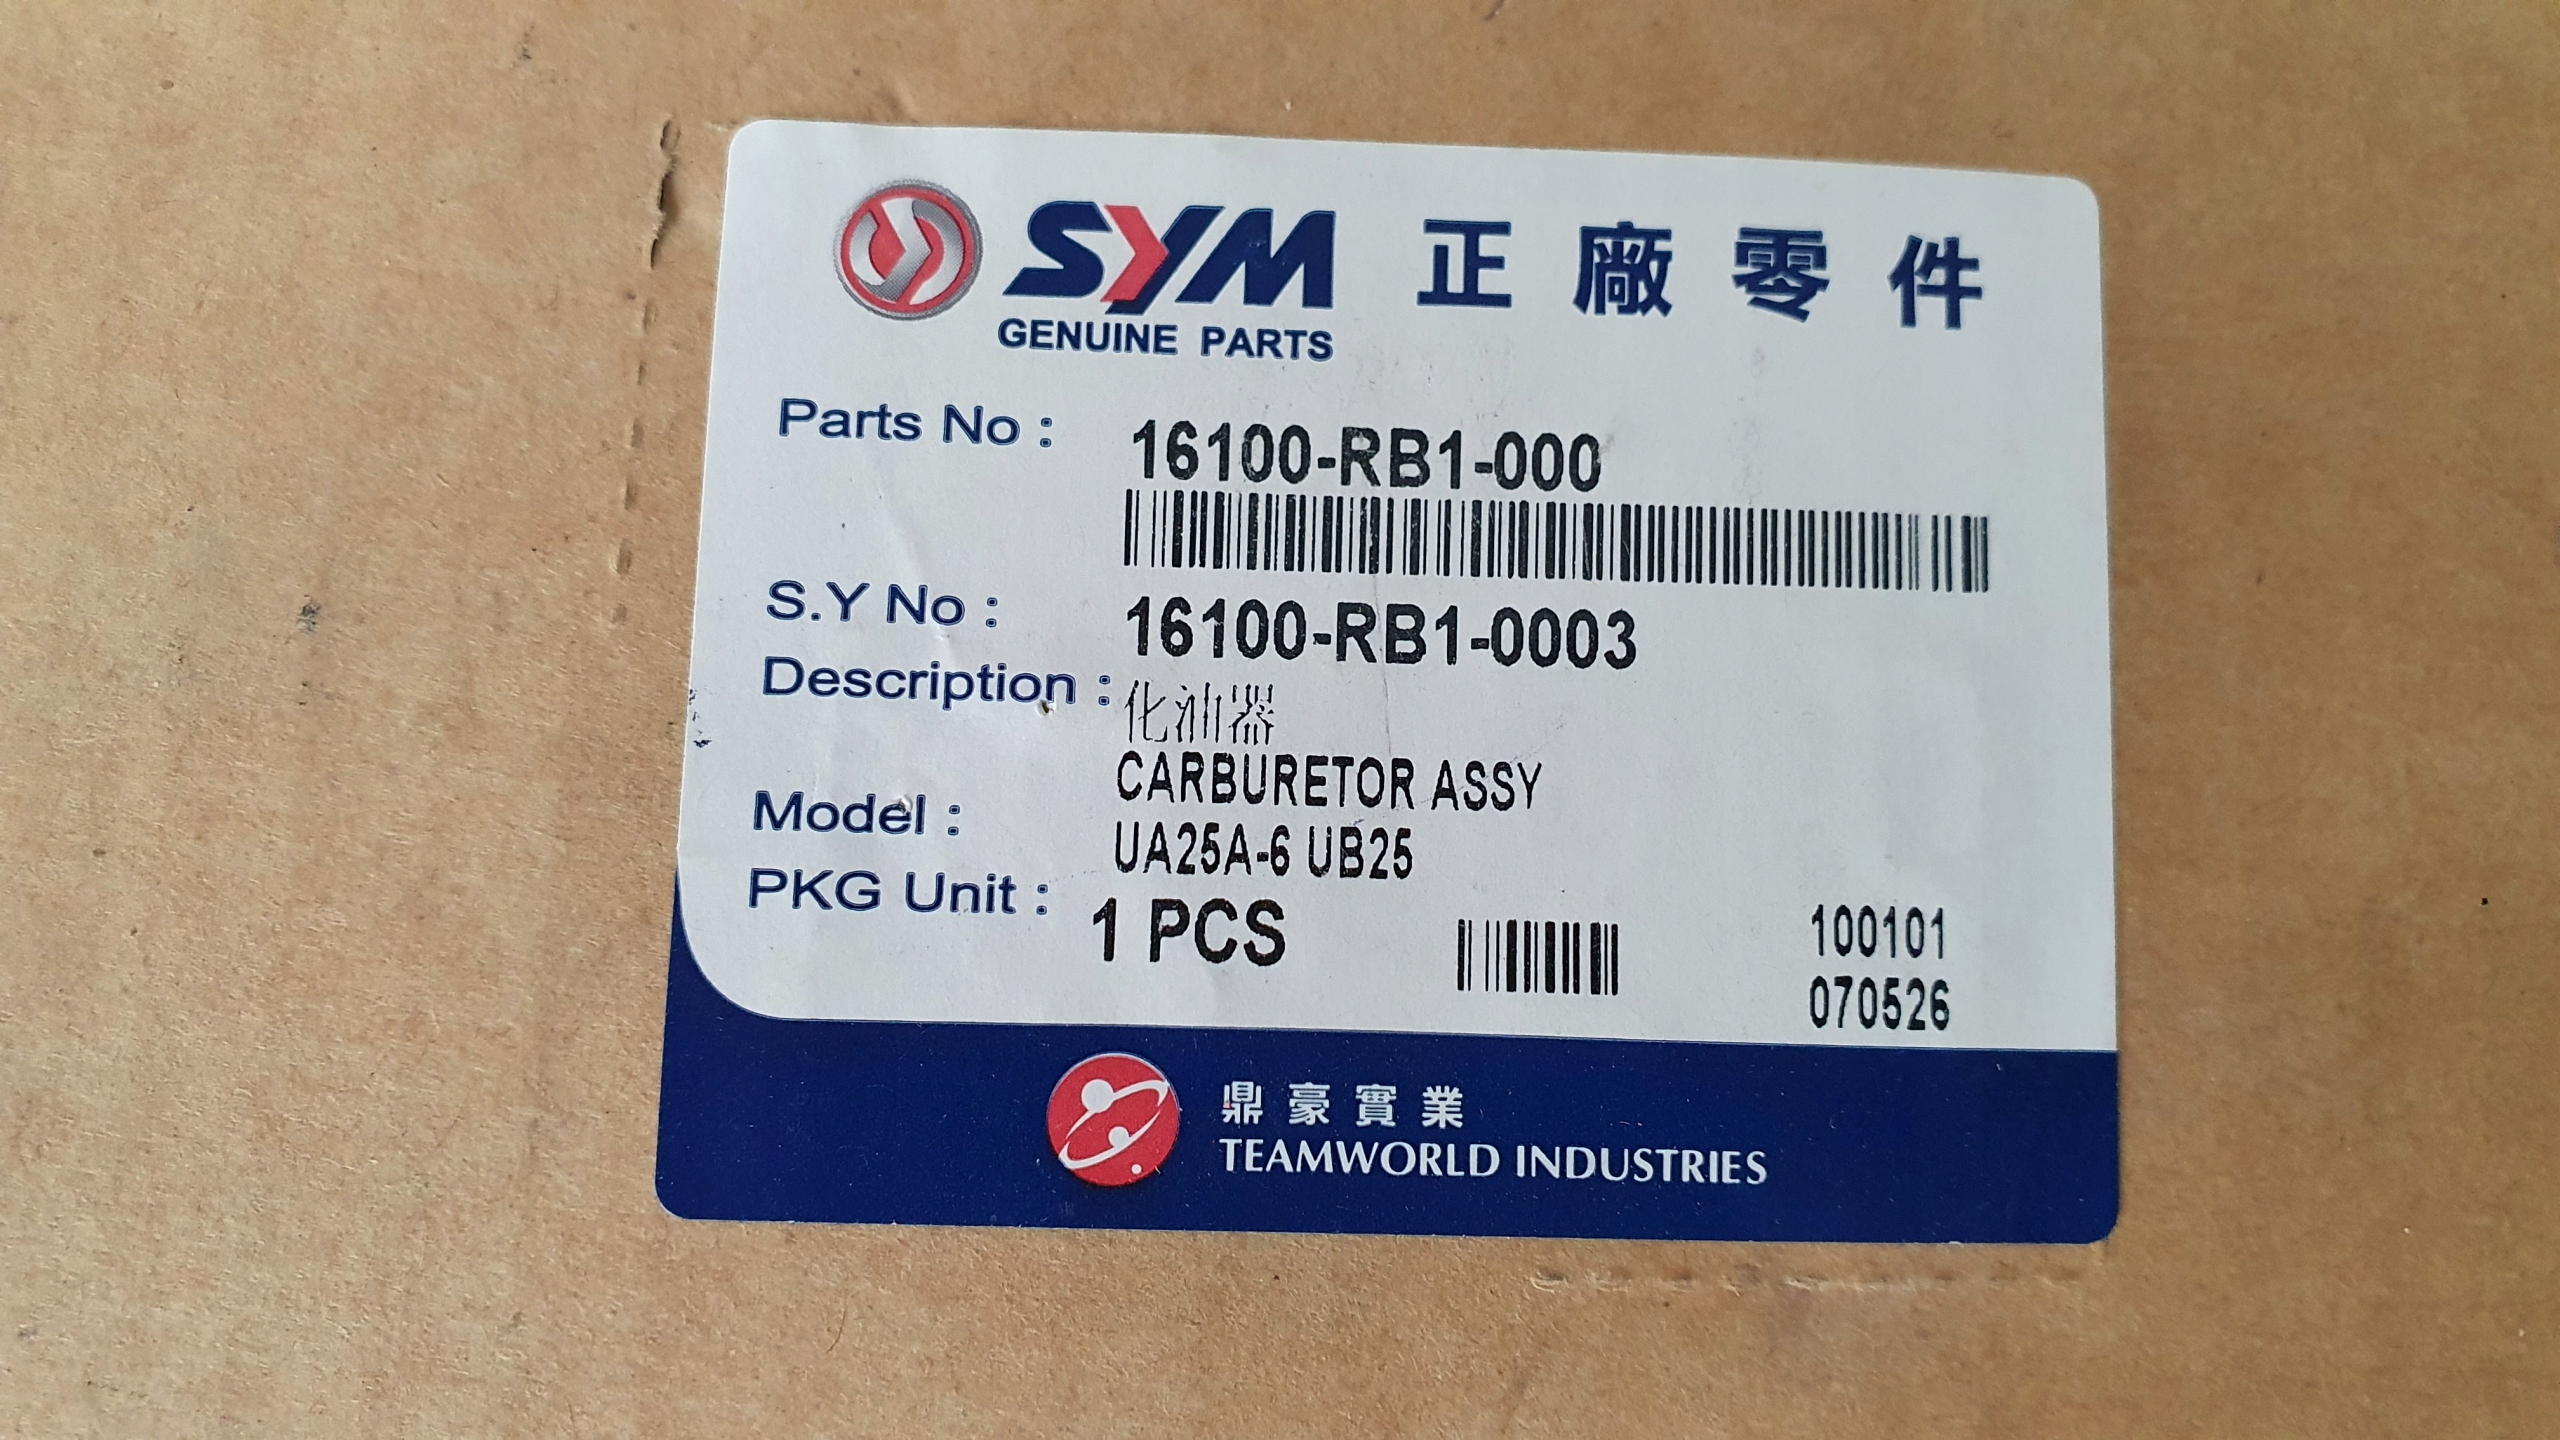 SYM 正廠零件
GENUINE PARTS
Parts No : 16100-RB1-000
S.Y No : 16100-RB1-0003
Description : 化油器
CARBURETOR ASSY
Model : UA25A-6 UB25
PKG Unit : 1 PCS
100101
070526
鼎豪實業
TEAMWORLD INDUSTRIES